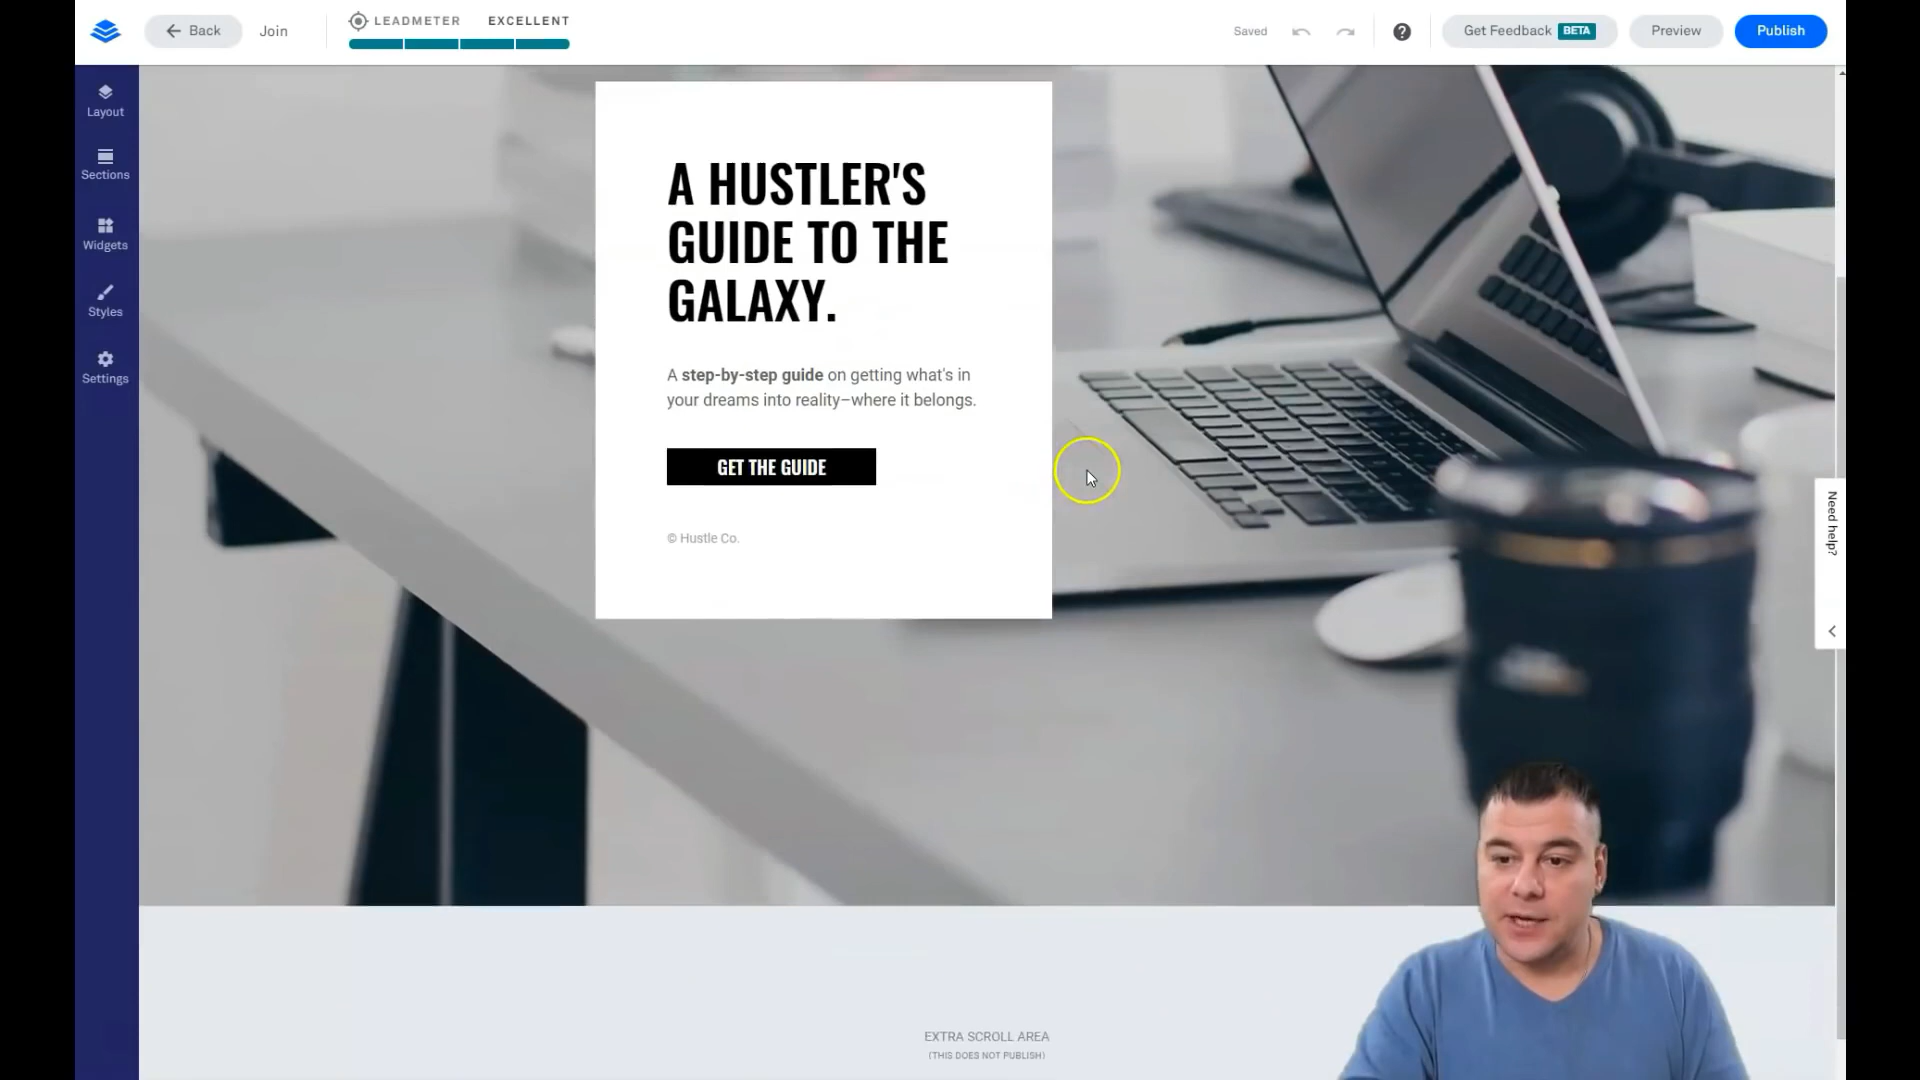 Back
Join
LEADMETER
EXCELLENT
Saved
Get Feedback BETA
Preview
Publish
Layout
Sections
Widgets
Styles
Settings
A HUSTLER'S
GUIDE TO THE
GALAXY.
A step-by-step guide on getting what's in
your dreams into reality–where it belongs.
GET THE GUIDE
© Hustle Co.
Need help?
EXTRA SCROLL AREA
(THIS DOES NOT PUBLISH)